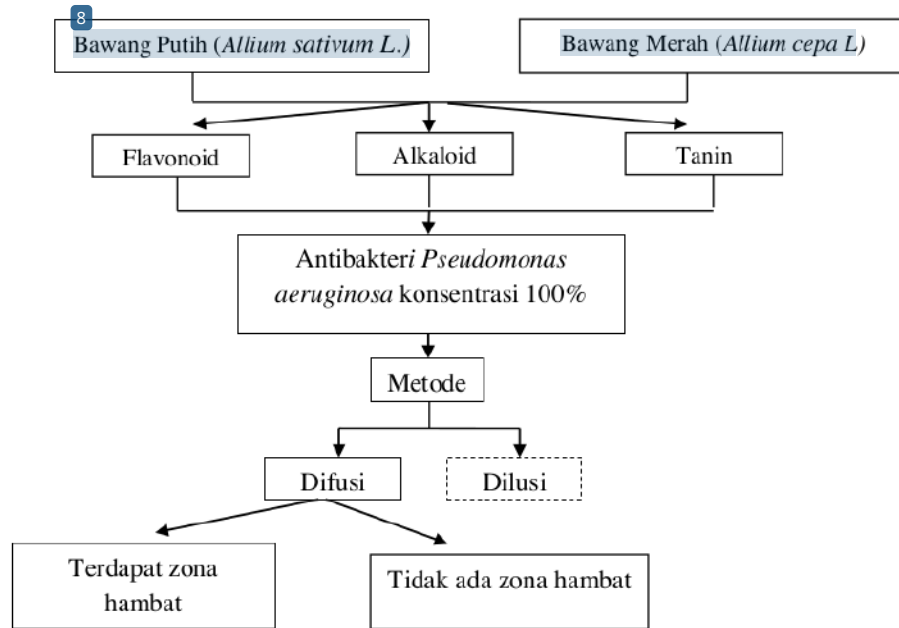 8
Bawang Putih (Allium sativum L.)
Bawang Merah (Allium cepa L)
Flavonoid
Alkaloid
Tanin
Antibakteri Pseudomonas
aeruginosa konsentrasi 100%
Metode
Difusi
Dilusi
Terdapat zona
hambat
Tidak ada zona hambat